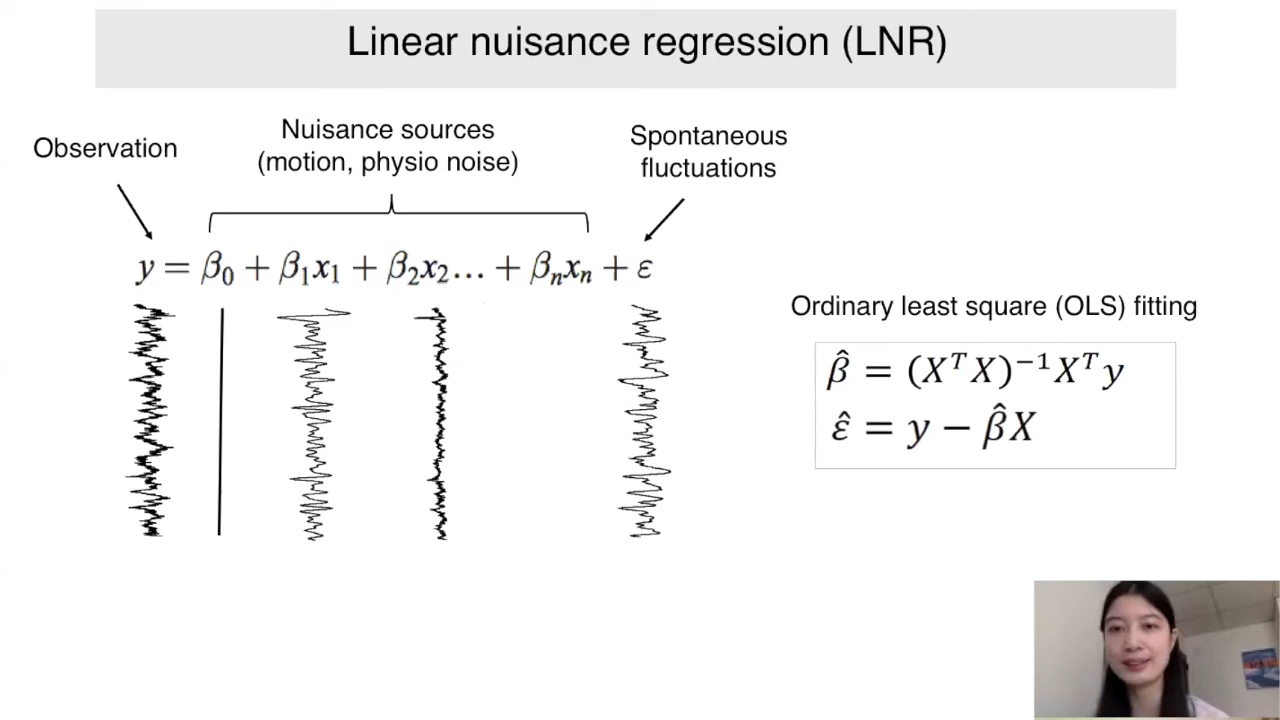 Linear nuisance regression (LNR)
Observation
Nuisance sources
(motion, physio noise)
Spontaneous
fluctuations
y = β₀ + β₁x₁ + β₂x₂… + βₙxₙ + ε
Ordinary least square (OLS) fitting
β̂ = (XᵀX)⁻¹Xᵀy
ε̂ = y − β̂X